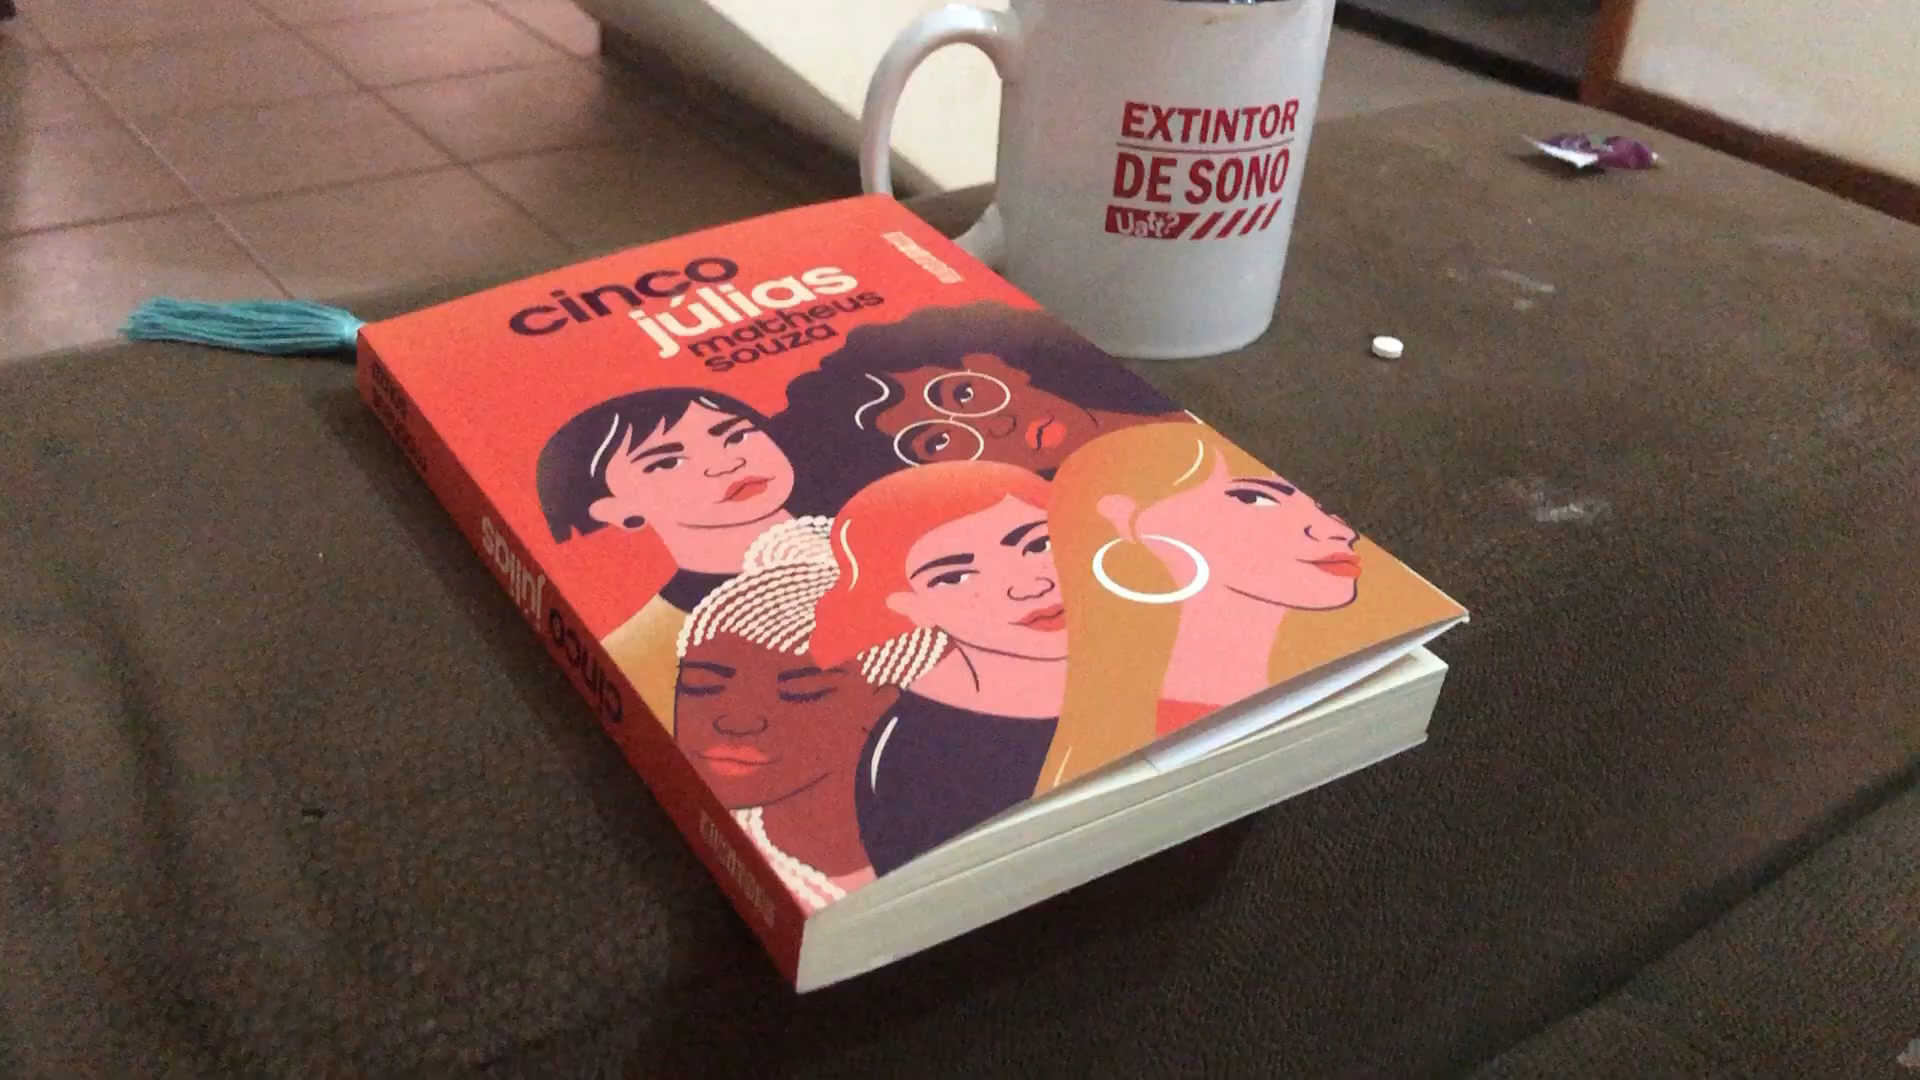 cinco
júlias
matheus
souza
cinco júlias
EXTINTOR
DE SONO
Uat?